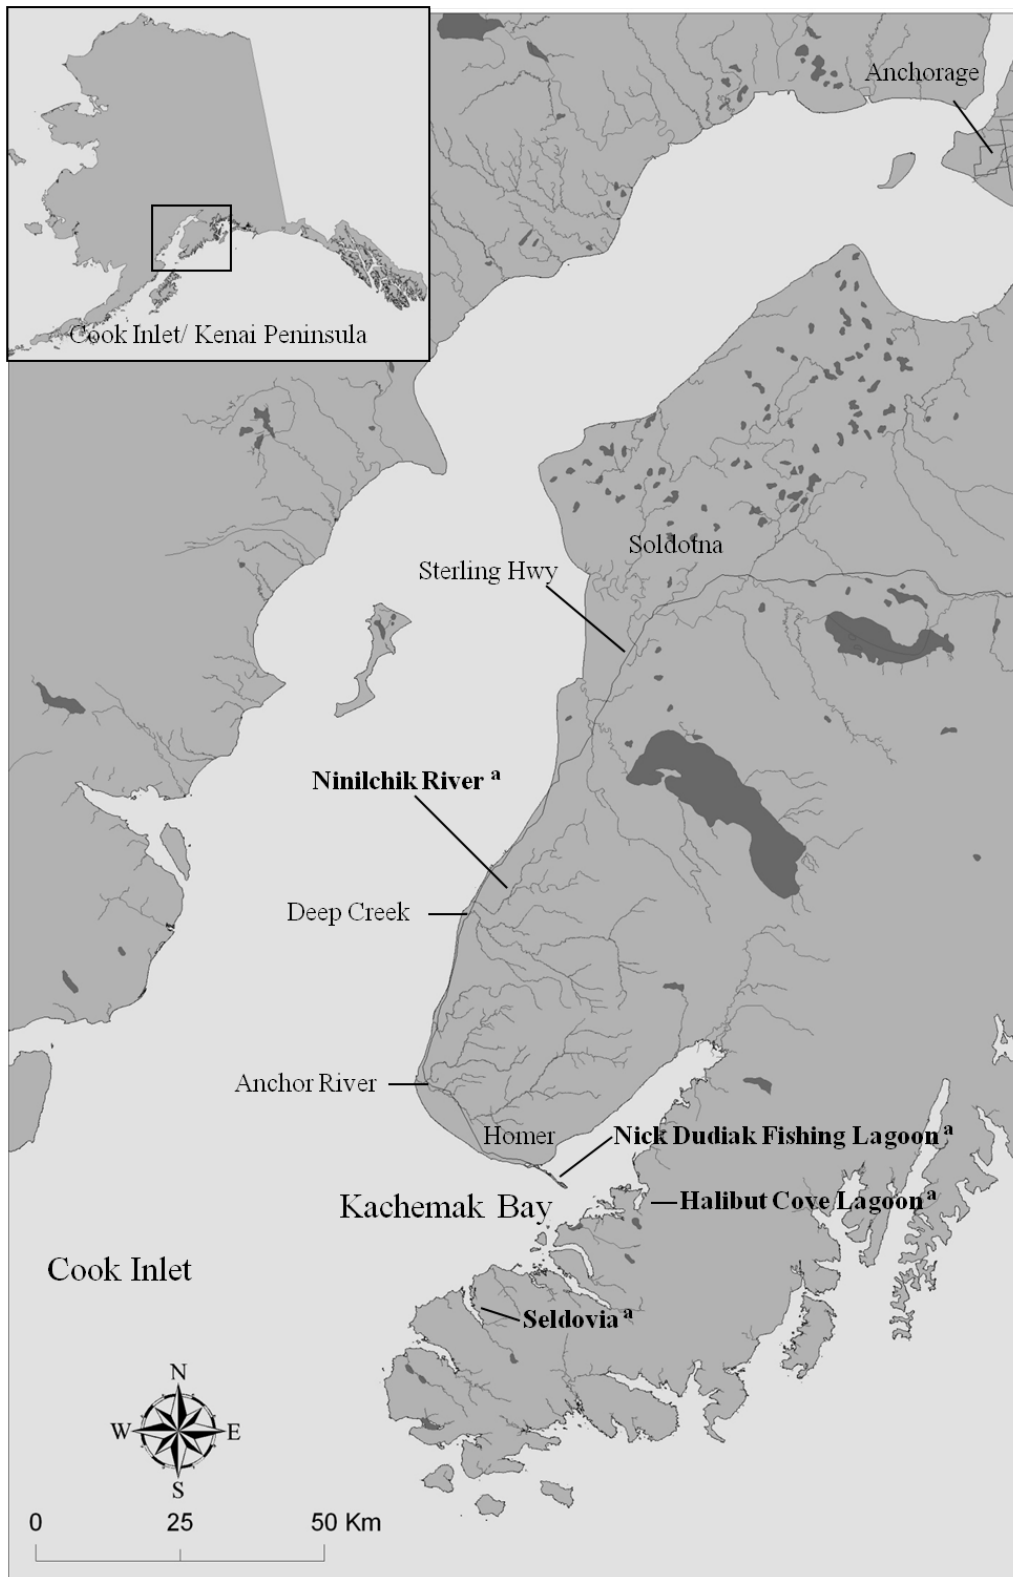 Anchorage
Cook Inlet/ Kenai Peninsula
Soldotna
Sterling Hwy
Ninilchik River a
Deep Creek
Anchor River
Homer
Nick Dudiak Fishing Lagoon a
Kachemak Bay
Halibut Cove Lagoon a
Cook Inlet
Seldovia a
N
W E
S
0 25 50 Km